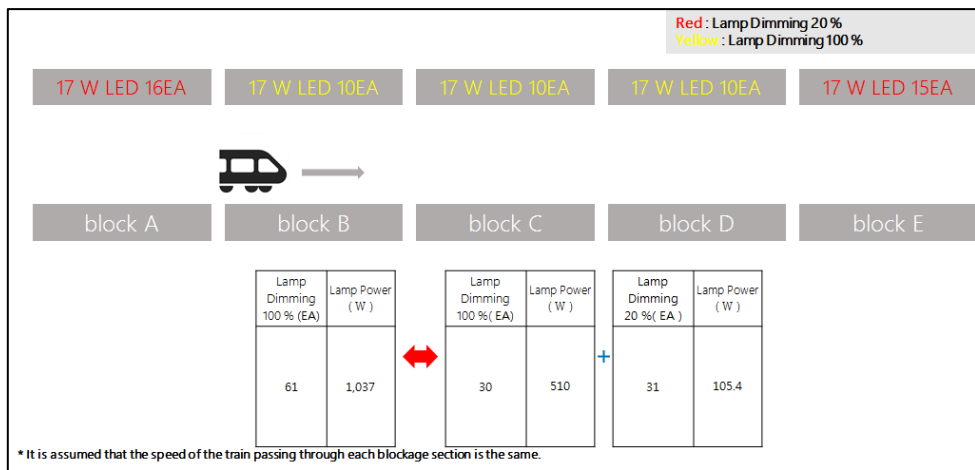 Red : Lamp Dimming 20 %
Yellow : Lamp Dimming 100 %
17 W LED 16EA
17 W LED 10EA
17 W LED 10EA
17 W LED 10EA
17 W LED 15EA
block A
block B
block C
block D
block E
Lamp
Dimming
100 % (EA)
Lamp Power
( W )
61
1,037
Lamp
Dimming
100 %( EA)
Lamp Power
( W )
30
510
+
Lamp
Dimming
20 %( EA )
Lamp Power
( W )
31
105.4
* It is assumed that the speed of the train passing through each blockage section is the same.